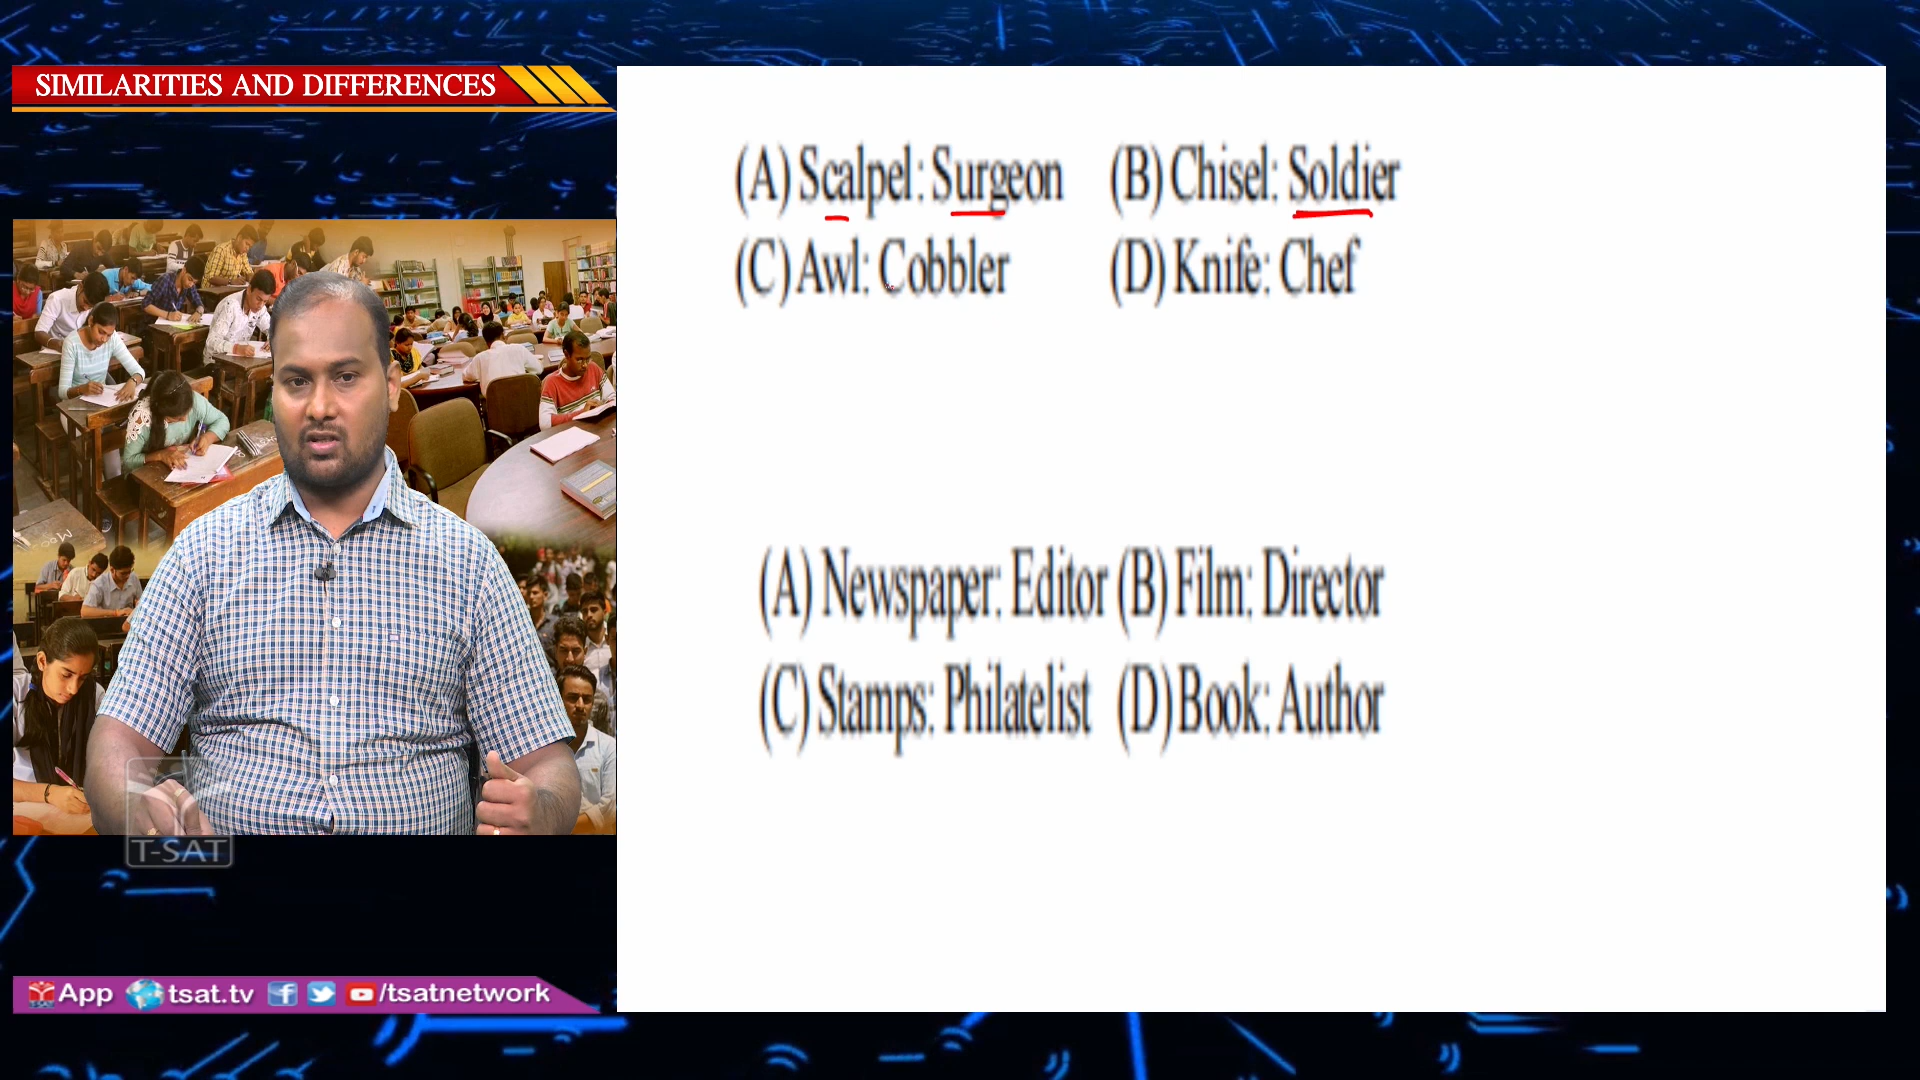 SIMILARITIES AND DIFFERENCES
(A) Scalpel: Surgeon (B) Chisel: Soldier
(C) Awl: Cobbler (D) Knife: Chef
(A) Newspaper: Editor (B) Film: Director
(C) Stamps: Philatelist (D) Book: Author
T-SAT
App tsat.tv /tsatnetwork